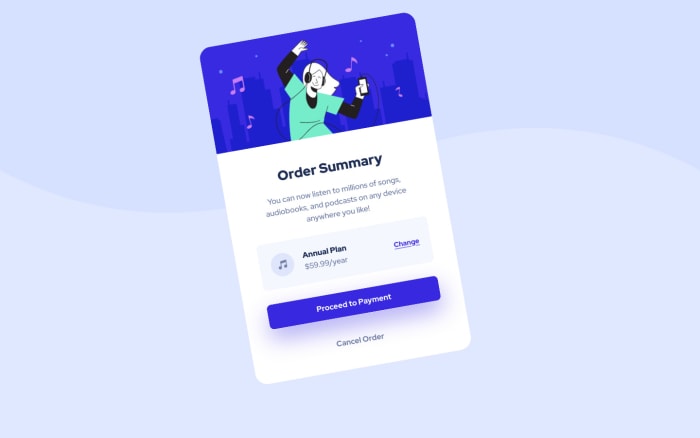 Order Summary
You can now listen to millions of songs,
audiobooks, and podcasts on any device
anywhere you like!
Annual Plan
$59.99/year
Change
Proceed to Payment
Cancel Order